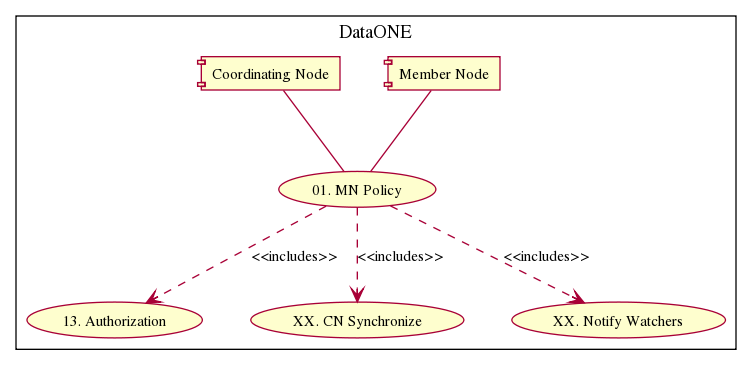 DataONE
Coordinating Node
Member Node
01. MN Policy
<<includes>>
<<includes>>
<<includes>>
13. Authorization
XX. CN Synchronize
XX. Notify Watchers